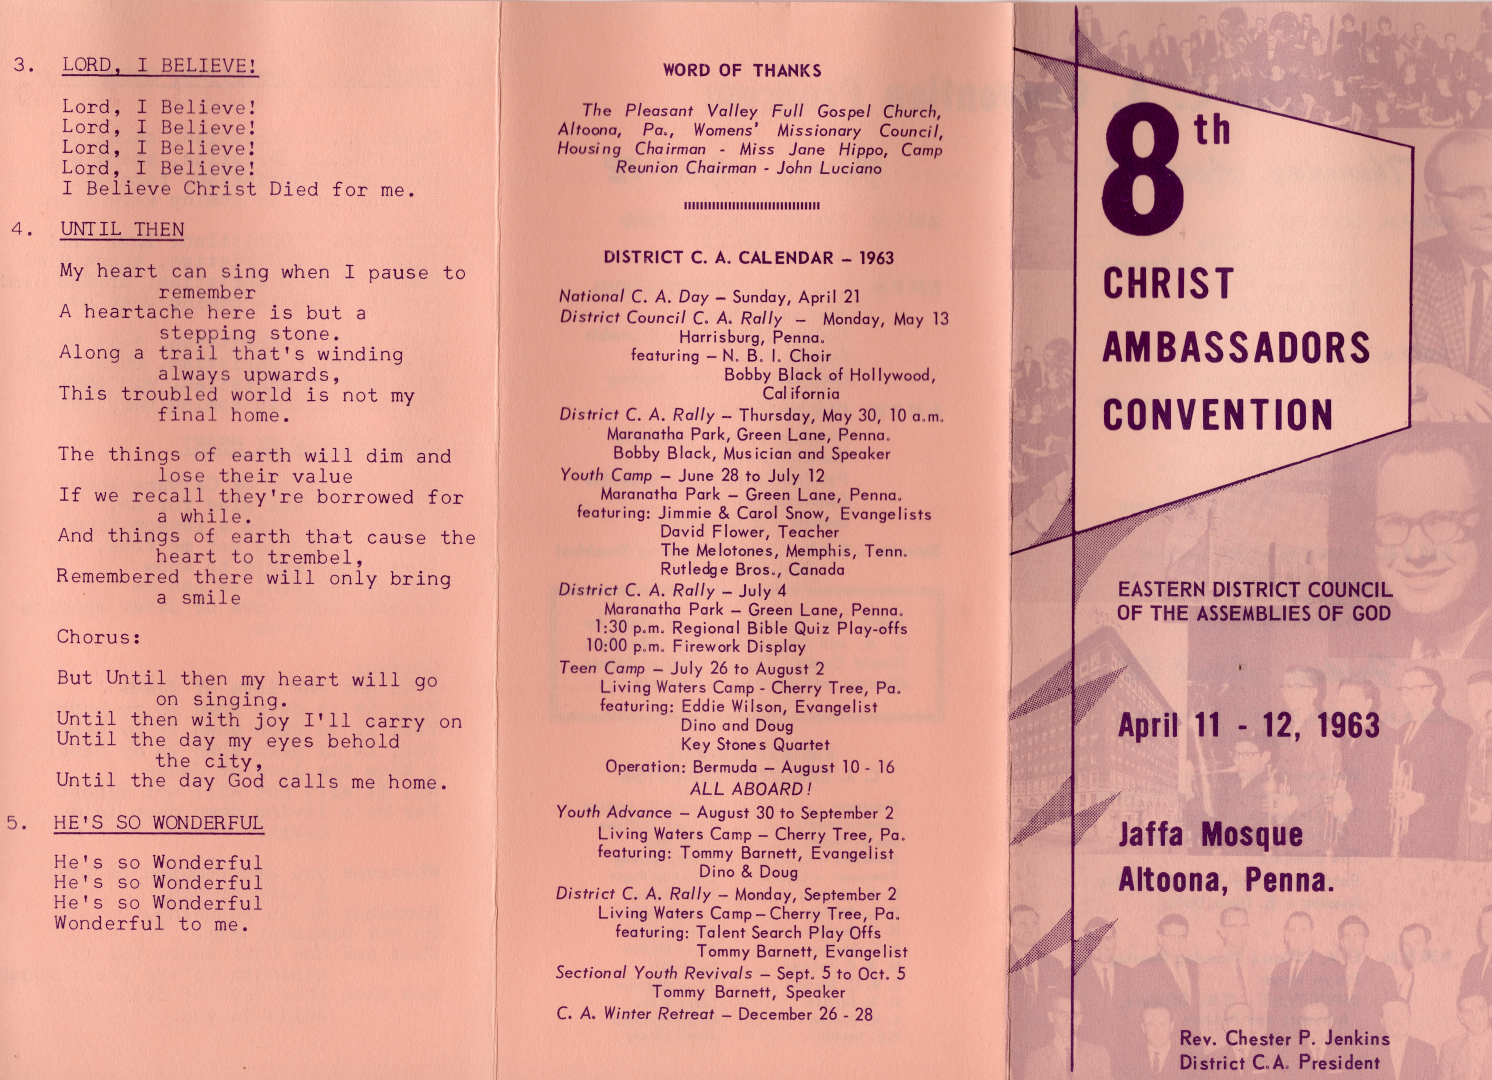 3. LORD, I BELIEVE!
Lord, I Believe!
Lord, I Believe!
Lord, I Believe!
Lord, I Believe!
I Believe Christ Died for me.
4. UNTIL THEN
My heart can sing when I pause to
remember
A heartache here is but a
stepping stone.
Along a trail that's winding
always upwards,
This troubled world is not my
final home.
The things of earth will dim and
lose their value
If we recall they're borrowed for
a while.
And things of earth that cause the
heart to trembel,
Remembered there will only bring
a smile
Chorus:
But Until then my heart will go
on singing.
Until then with joy I'll carry on
Until the day my eyes behold
the city,
Until the day God calls me home.
5. HE'S SO WONDERFUL
He's so Wonderful
He's so Wonderful
He's so Wonderful
Wonderful to me.
WORD OF THANKS
The Pleasant Valley Full Gospel Church,
Altoona, Pa., Womens' Missionary Council,
Housing Chairman - Miss Jane Hippo, Camp
Reunion Chairman - John Luciano
DISTRICT C. A. CALENDAR – 1963
National C. A. Day – Sunday, April 21
District Council C. A. Rally – Monday, May 13
Harrisburg, Penna.
featuring – N. B. I. Choir
Bobby Black of Hollywood,
California
District C. A. Rally – Thursday, May 30, 10 a.m.
Maranatha Park, Green Lane, Penna.
Bobby Black, Musician and Speaker
Youth Camp – June 28 to July 12
Maranatha Park – Green Lane, Penna.
featuring: Jimmie & Carol Snow, Evangelists
David Flower, Teacher
The Melotones, Memphis, Tenn.
Rutledge Bros., Canada
District C. A. Rally – July 4
Maranatha Park – Green Lane, Penna.
1:30 p.m. Regional Bible Quiz Play-offs
10:00 p.m. Firework Display
Teen Camp – July 26 to August 2
Living Waters Camp - Cherry Tree, Pa.
featuring: Eddie Wilson, Evangelist
Dino and Doug
Key Stones Quartet
Operation: Bermuda – August 10 - 16
ALL ABOARD!
Youth Advance – August 30 to September 2
Living Waters Camp – Cherry Tree, Pa.
featuring: Tommy Barnett, Evangelist
Dino & Doug
District C. A. Rally – Monday, September 2
Living Waters Camp – Cherry Tree, Pa.
featuring: Talent Search Play Offs
Tommy Barnett, Evangelist
Sectional Youth Revivals – Sept. 5 to Oct. 5
Tommy Barnett, Speaker
C. A. Winter Retreat – December 26 - 28
8th
CHRIST
AMBASSADORS
CONVENTION
EASTERN DISTRICT COUNCIL
OF THE ASSEMBLIES OF GOD
April 11 - 12, 1963
Jaffa Mosque
Altoona, Penna.
Rev. Chester P. Jenkins
District C.A. President